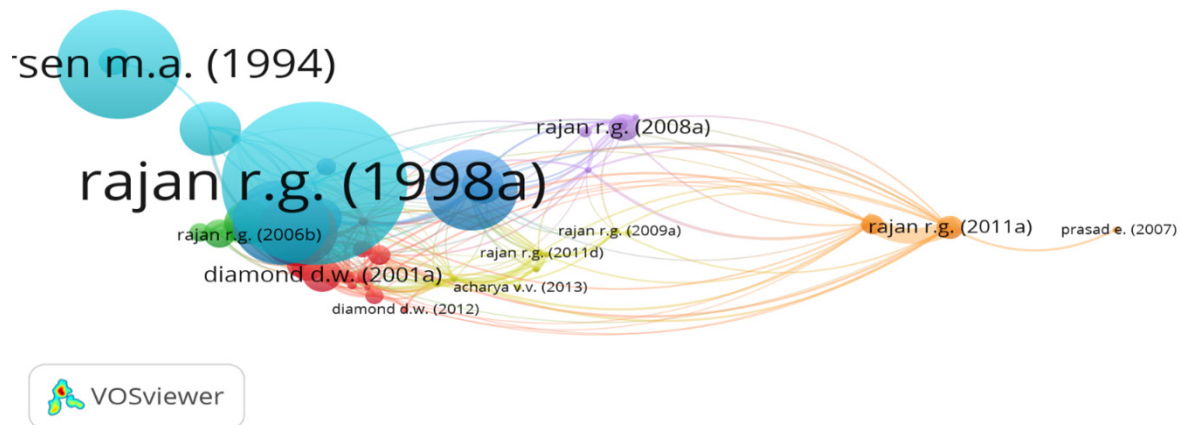 rsen m.a. (1994)
rajan r.g. (2008a)
rajan r.g. (1998a)
rajan r.g. (2006b)
rajan r.g. (2009a)
rajan r.g. (2011a)
prasad e. (2007)
rajan r.g. (2011d)
diamond d.w. (2001a)
acharya v.v. (2013)
diamond d.w. (2012)
VOSviewer